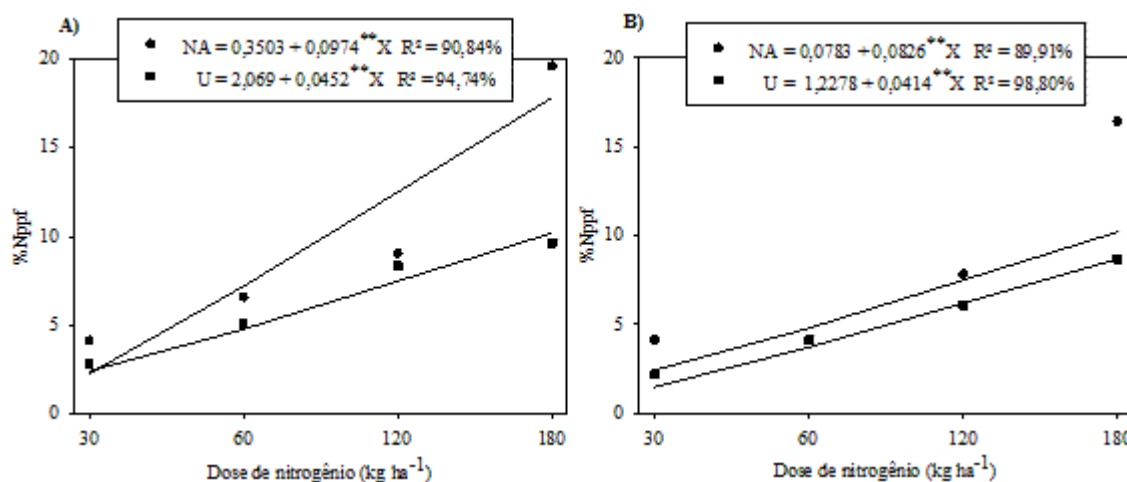 A)
NA = 0,3503 + 0,0974**X R² = 90,84%
U = 2,069 + 0,0452**X R² = 94,74%
%Nppf
20
15
10
5
0
30 60 120 180
Dose de nitrogênio (kg ha⁻¹)
B)
NA = 0,0783 + 0,0826**X R² = 89,91%
U = 1,2278 + 0,0414**X R² = 98,80%
%Nppf
20
15
10
5
0
30 60 120 180
Dose de nitrogênio (kg ha⁻¹)